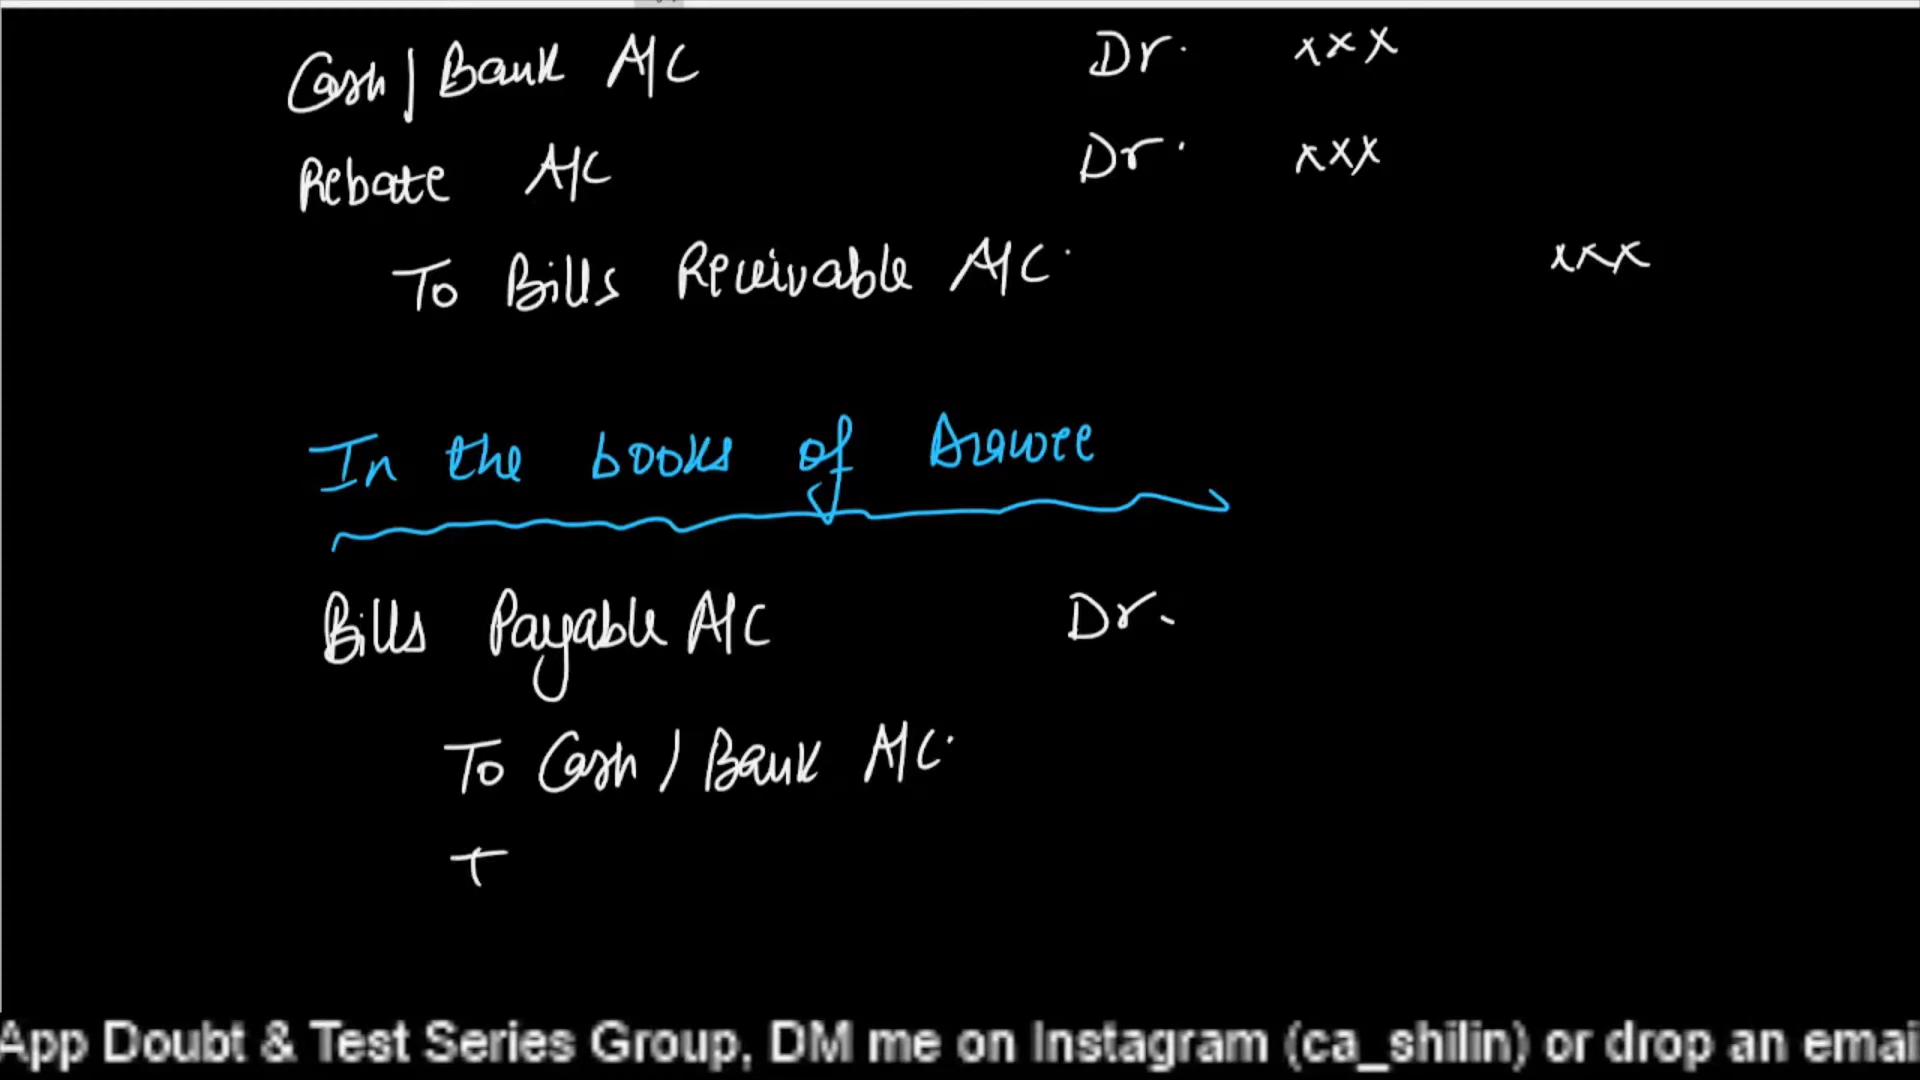 Cash / Bank A/C Dr. xxx
Rebate A/C Dr. xxx
To Bills Receivable A/C. xxx
In the books of Drawee
Bills Payable A/C Dr.
To Cash / Bank A/C.
T
App Doubt & Test Series Group, DM me on Instagram (ca_shilin) or drop an emai